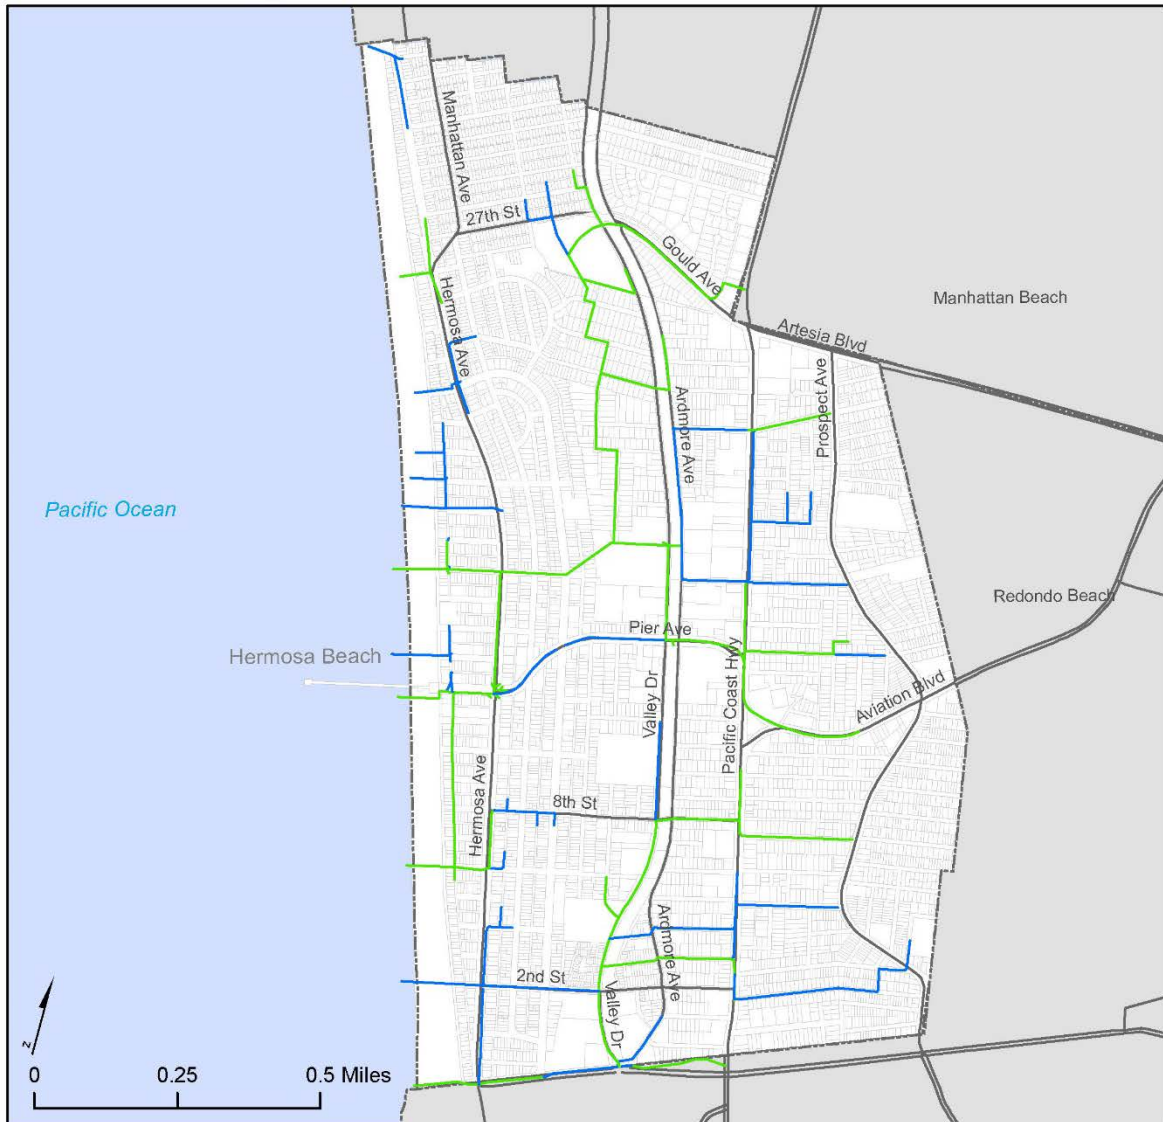 Manhattan Ave
27th St
Gould Ave
Hermosa Ave
Manhattan Beach
Artesia Blvd
Prospect Ave
Ardmore Ave
Pacific Ocean
Redondo Beach
Pier Ave
Hermosa Beach
Valley Dr
Pacific Coast Hwy
Aviation Blvd
Hermosa Ave
8th St
Ardmore Ave
2nd St
Valley Dr
z
0 0.25 0.5 Miles